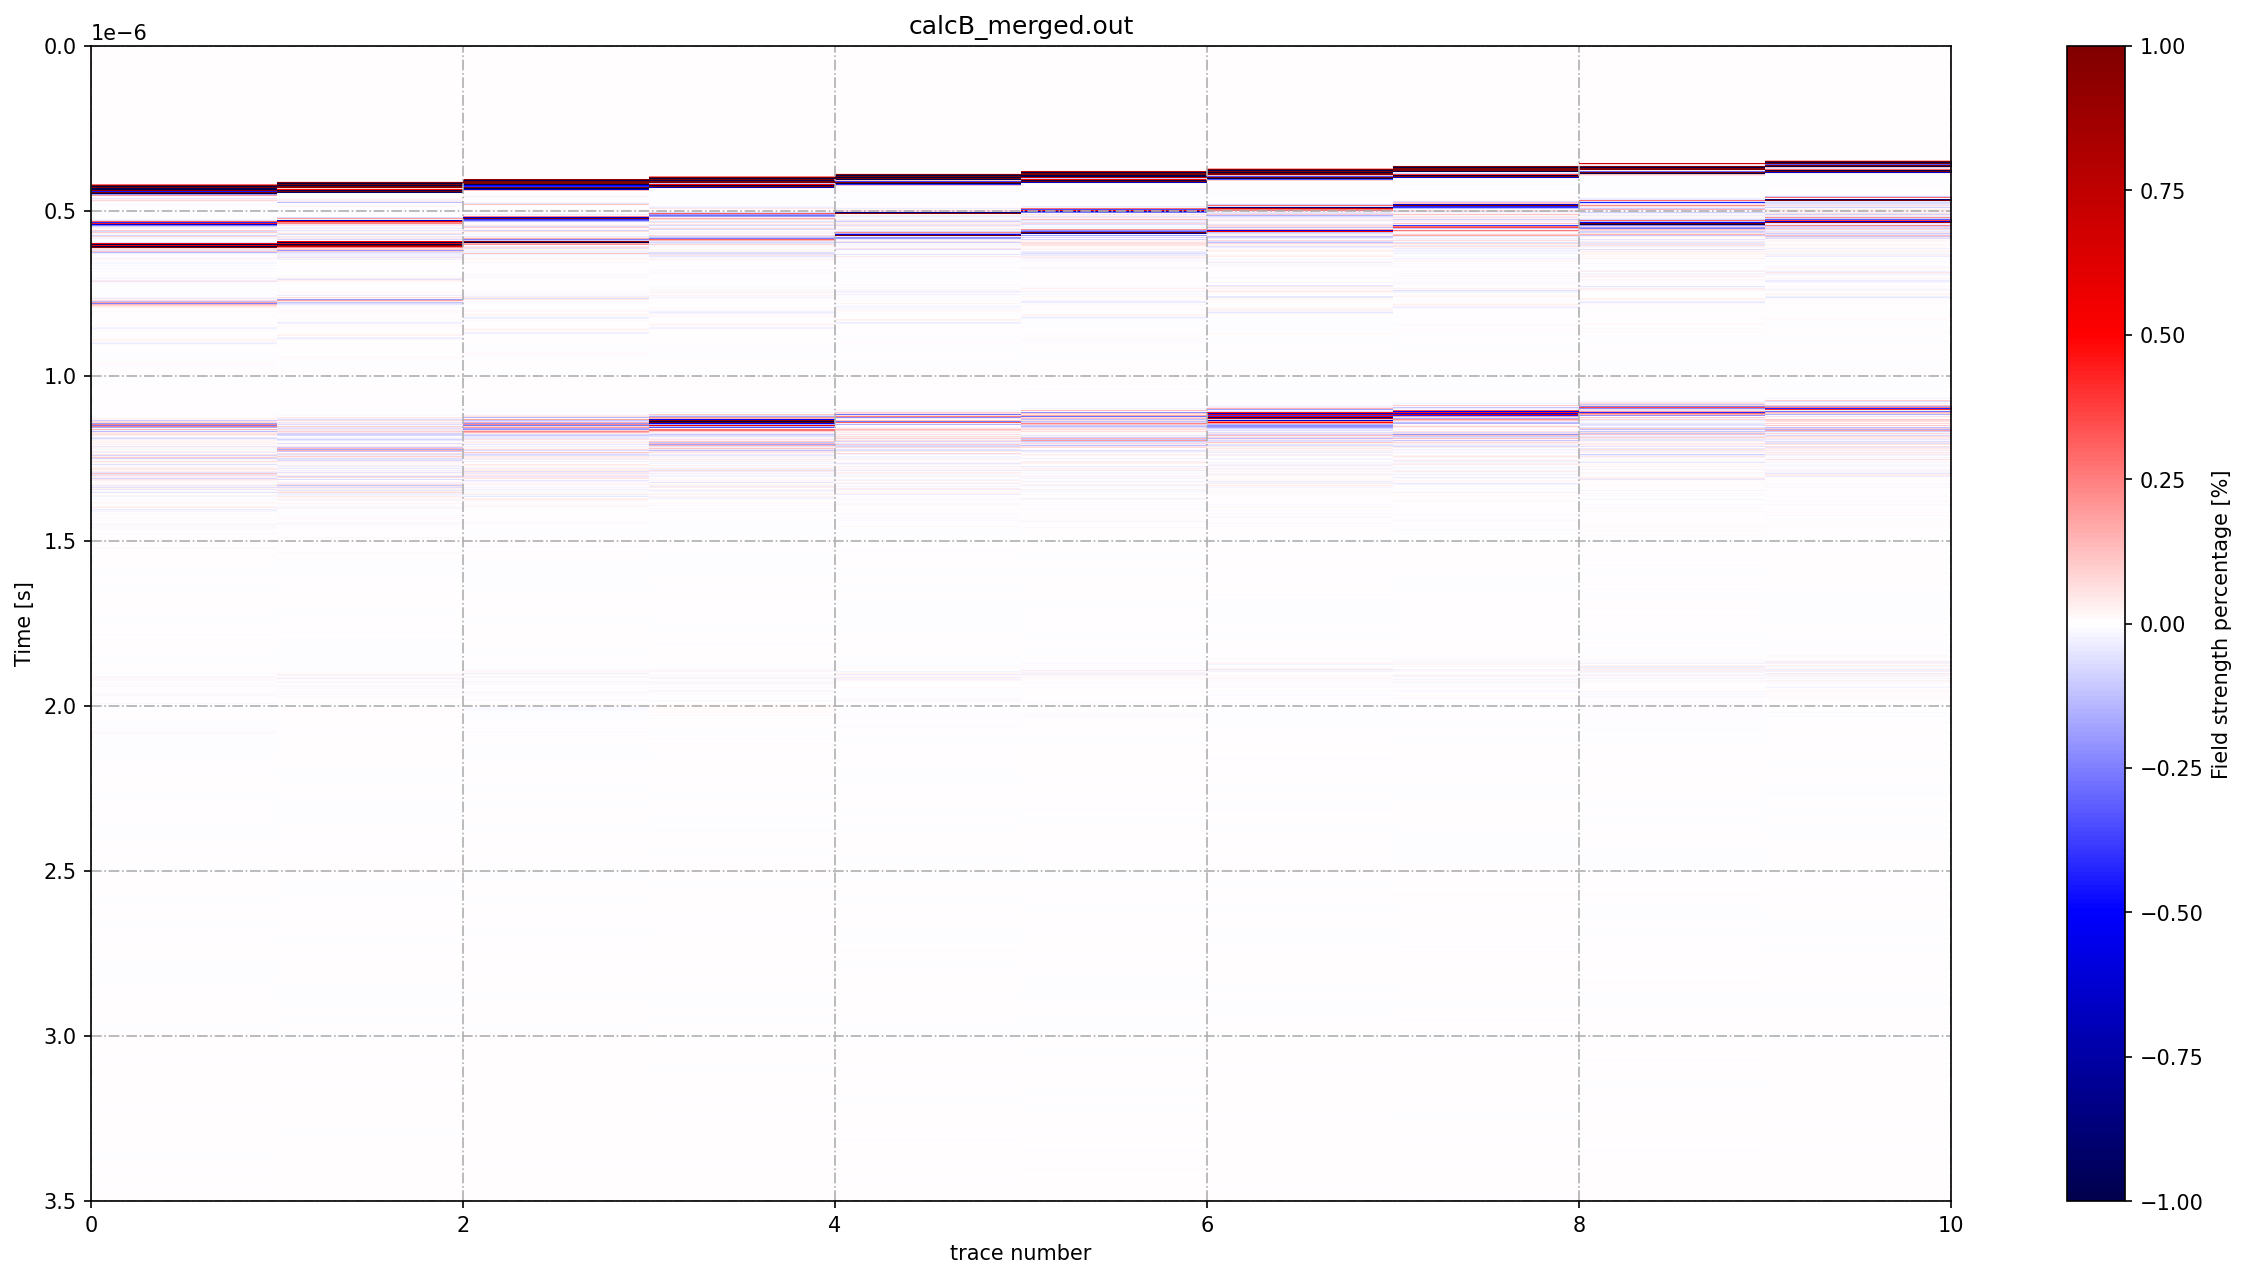 calcB_merged.out
1e−6
0.0
0.5
1.0
1.5
2.0
2.5
3.0
3.5
Time [s]
0 2 4 6 8 10
trace number
1.00
0.75
0.50
0.25
0.00
−0.25
−0.50
−0.75
−1.00
Field strength percentage [%]